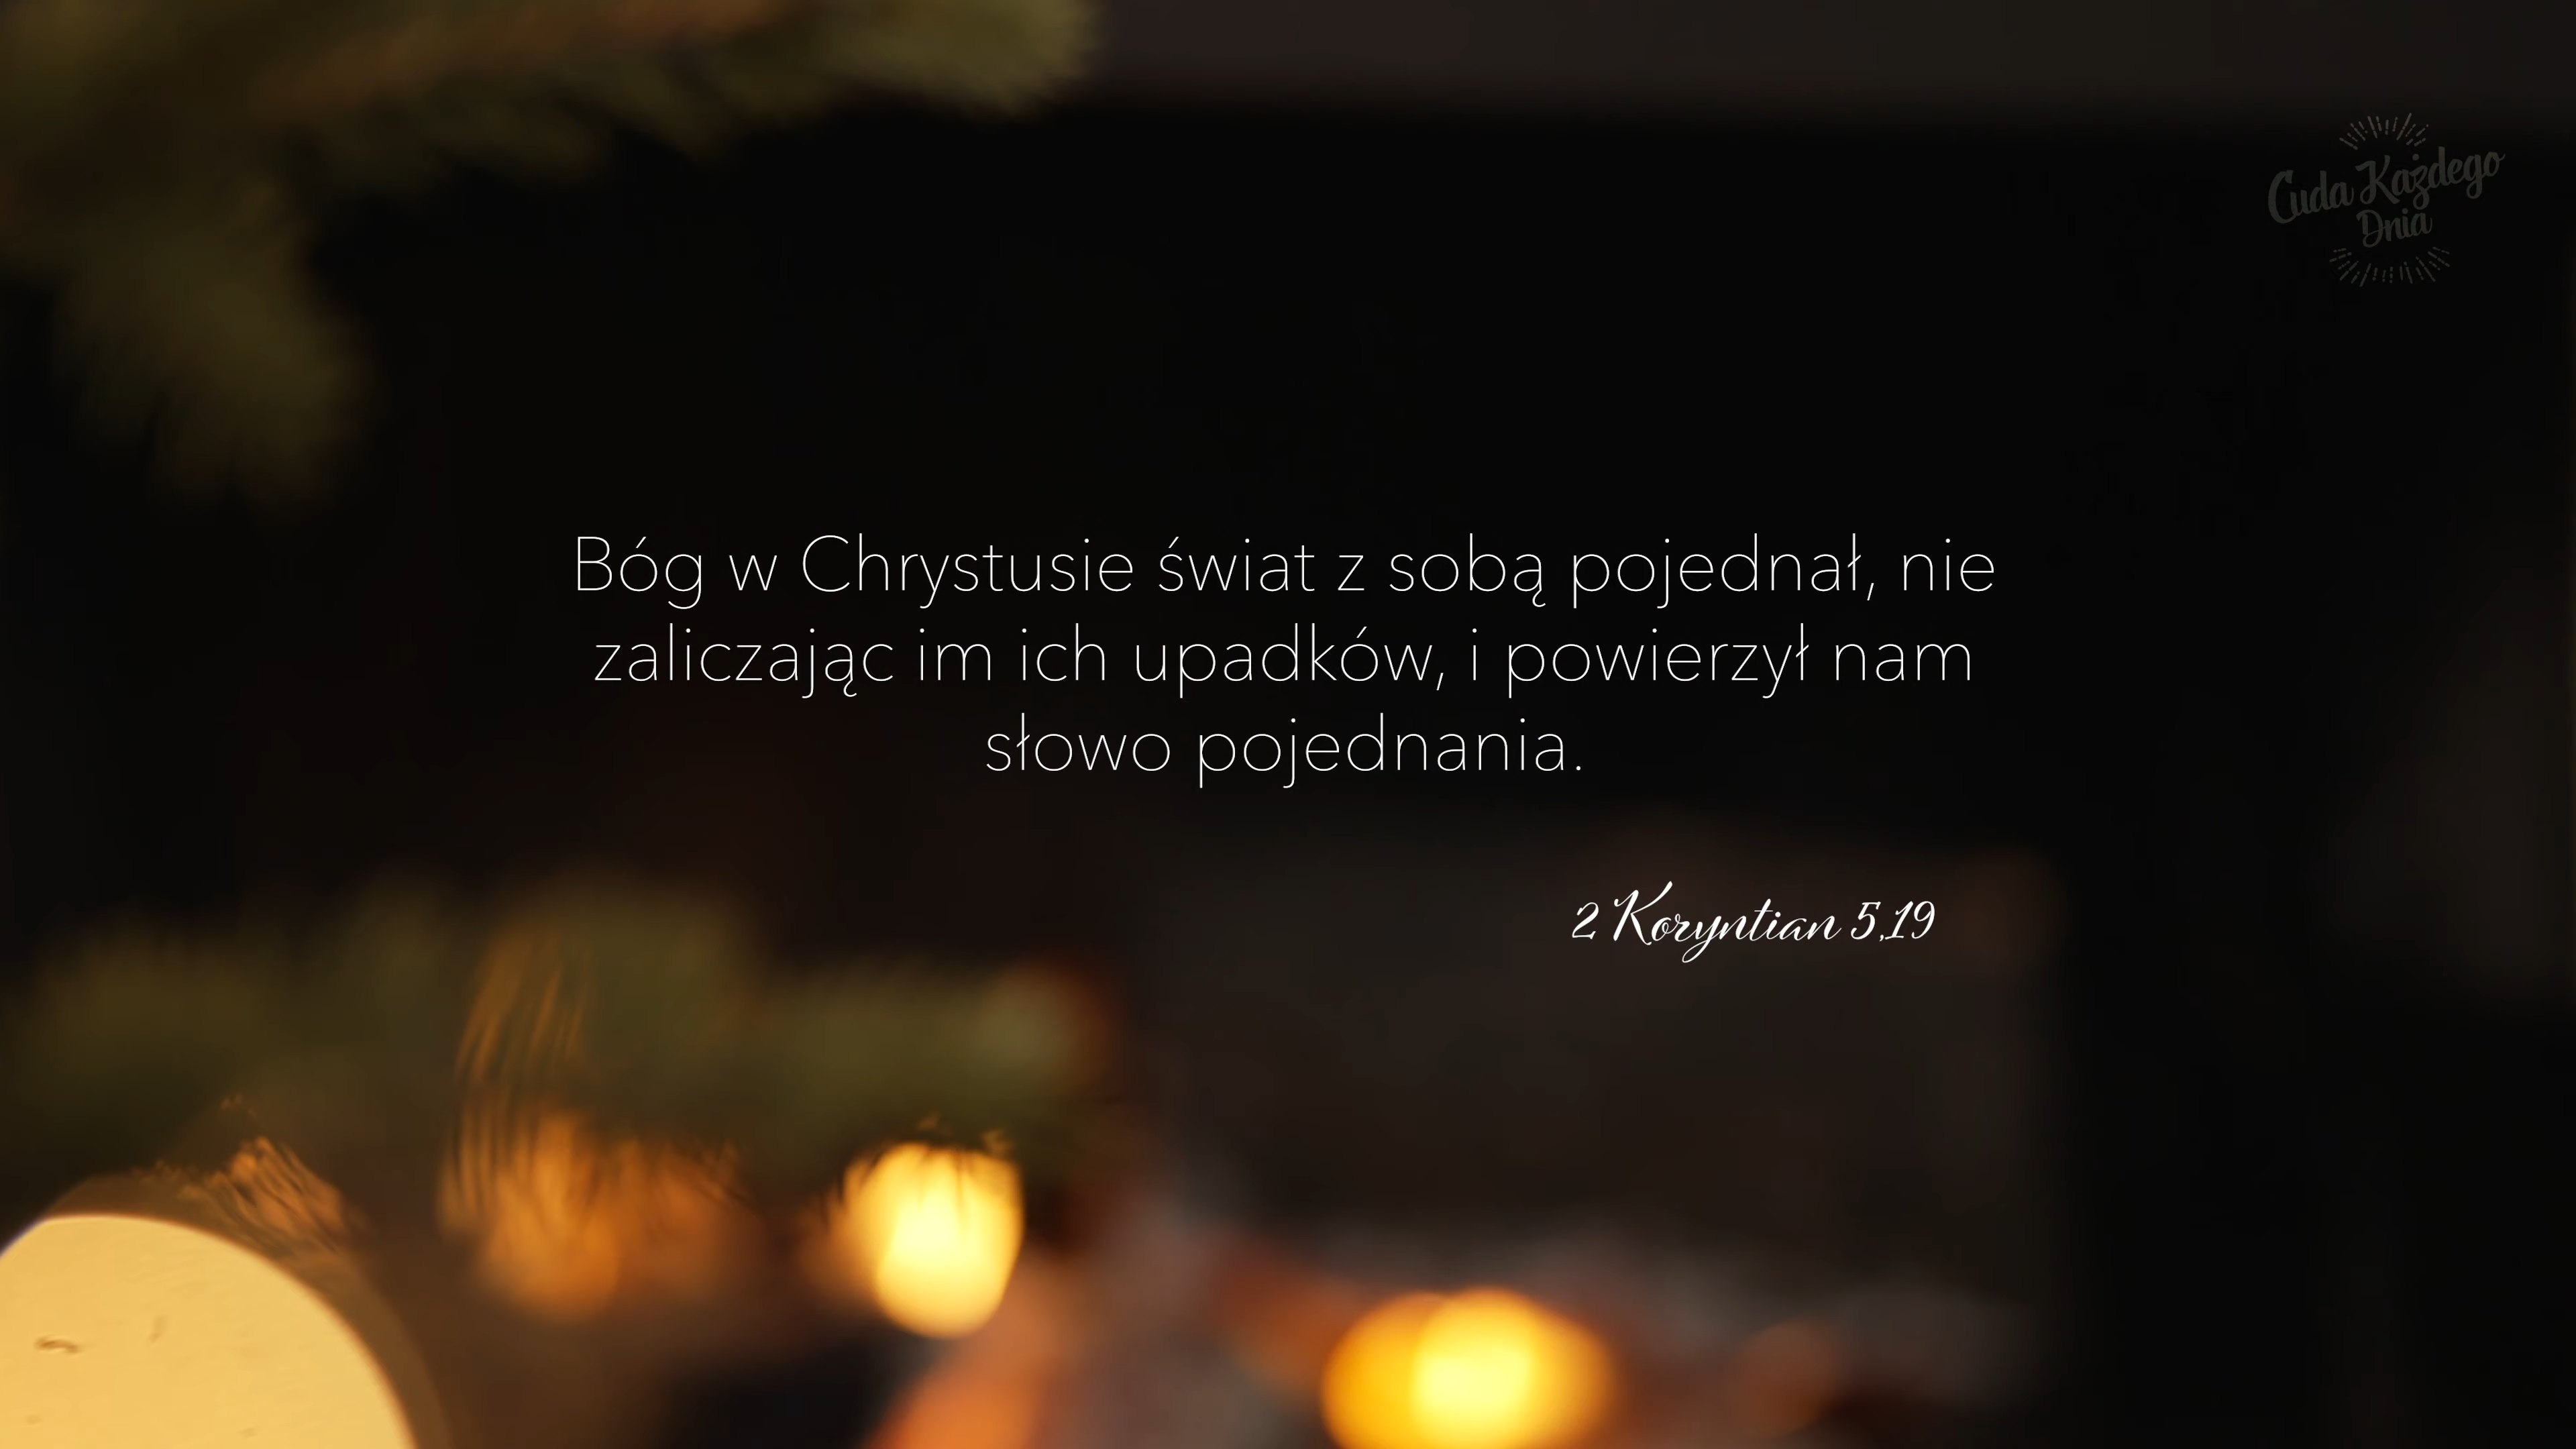 Cuda Każdego
Dnia
Bóg w Chrystusie świat z sobą pojednał, nie
zaliczając im ich upadków, i powierzył nam
słowo pojednania.
2 Koryntian 5,19